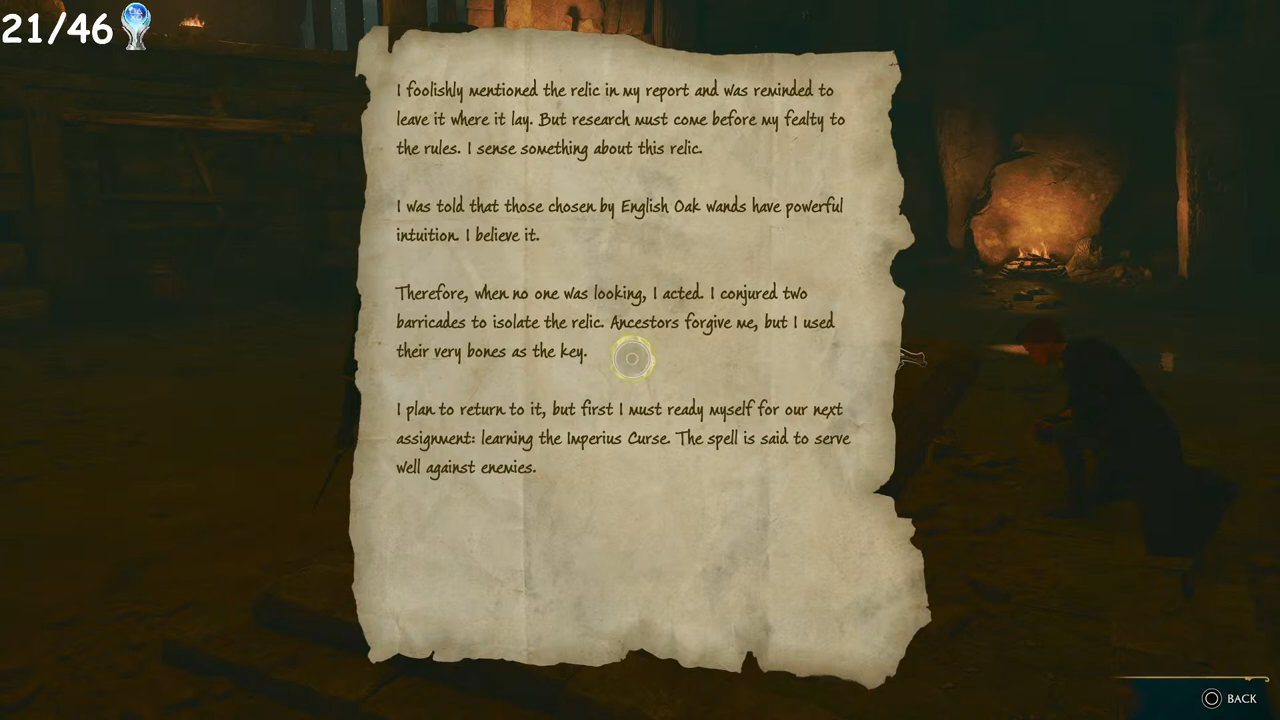 21/46
I foolishly mentioned the relic in my report and was reminded to
leave it where it lay. But research must come before my fealty to
the rules. I sense something about this relic.
I was told that those chosen by English Oak wands have powerful
intuition. I believe it.
Therefore, when no one was looking, I acted. I conjured two
barricades to isolate the relic. Ancestors forgive me, but I used
their very bones as the key.
I plan to return to it, but first I must ready myself for our next
assignment: learning the Imperius Curse. The spell is said to serve
well against enemies.
BACK